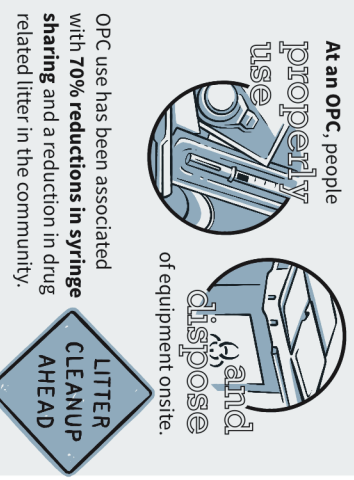 At an OPC, people
properly
use
and
dispose
of equipment onsite.
OPC use has been associated
with 70% reductions in syringe
sharing and a reduction in drug
related litter in the community.
LITTER
CLEANUP
AHEAD